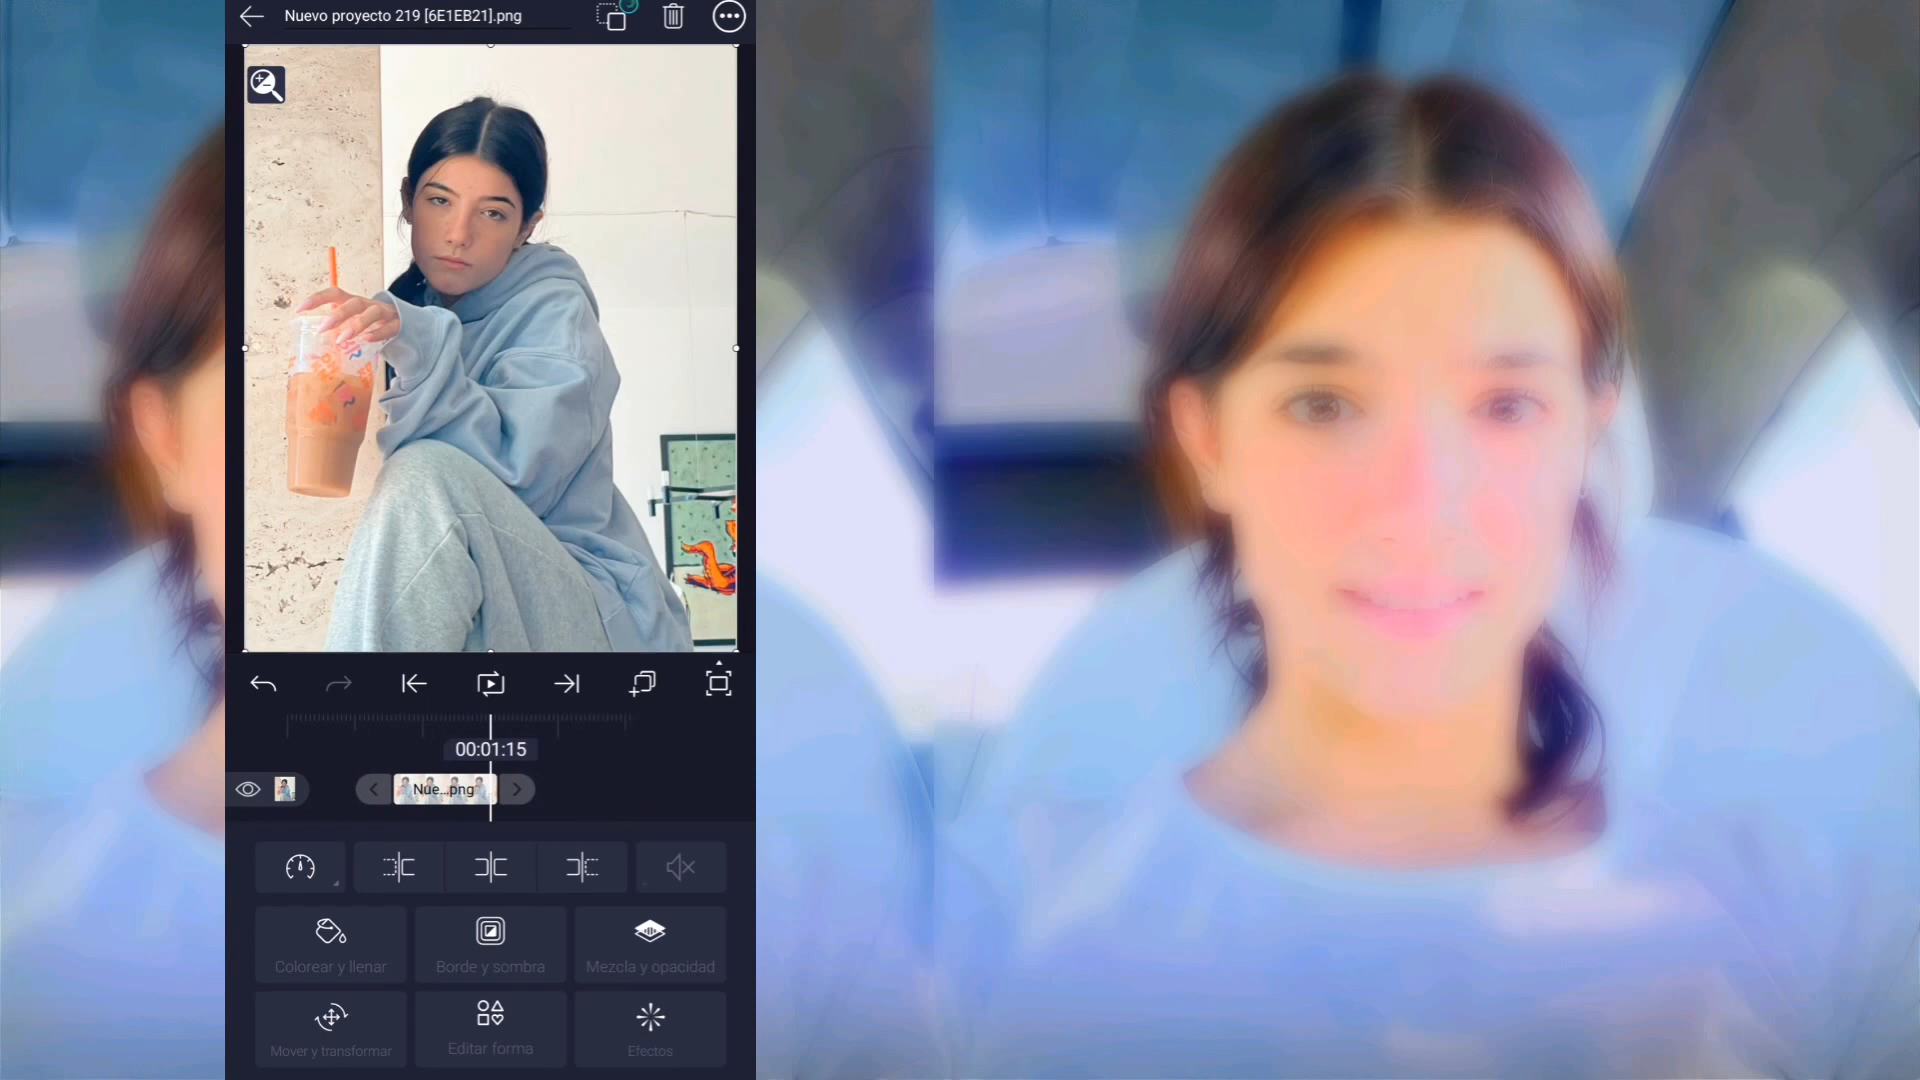 Nuevo proyecto 219 [6E1EB21].png
00:01:15
Nue...png
Colorear y llenar
Borde y sombra
Mezcla y opacidad
Mover y transformar
Editar forma
Efectos